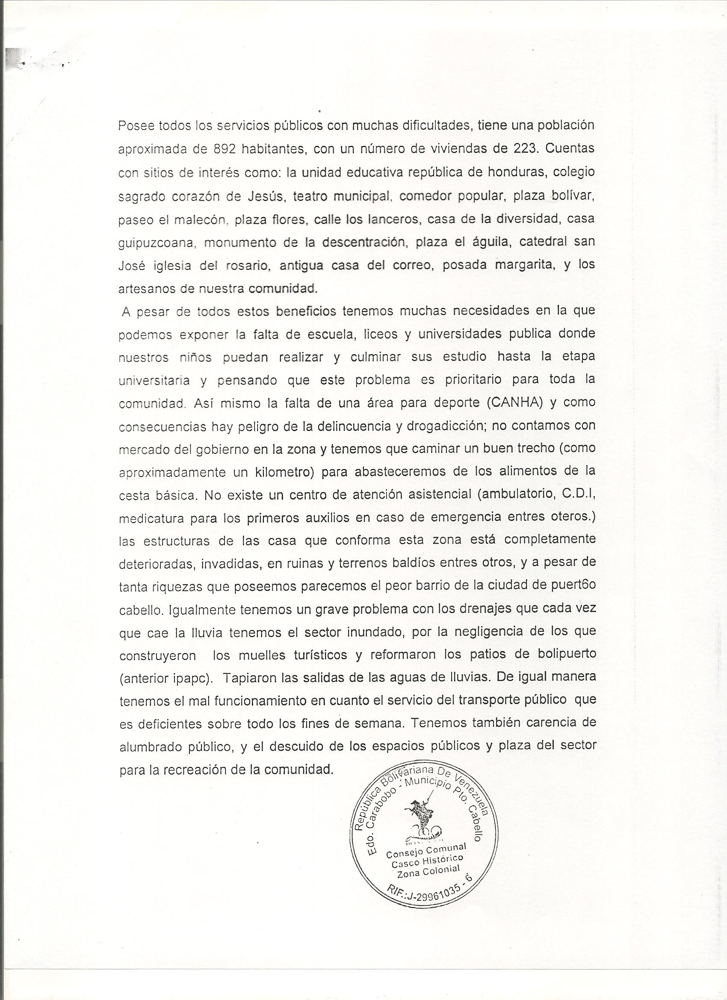 Posee todos los servicios públicos con muchas dificultades, tiene una población
aproximada de 892 habitantes, con un número de viviendas de 223. Cuentas
con sitios de interés como: la unidad educativa república de honduras, colegio
sagrado corazón de Jesús, teatro municipal, comedor popular, plaza bolívar,
paseo el malecón, plaza flores, calle los lanceros, casa de la diversidad, casa
guipuzcoana, monumento de la descentración, plaza el águila, catedral san
José iglesia del rosario, antigua casa del correo, posada margarita, y los
artesanos de nuestra comunidad.
A pesar de todos estos beneficios tenemos muchas necesidades en la que
podemos exponer la falta de escuela, liceos y universidades publica donde
nuestros niños puedan realizar y culminar sus estudio hasta la etapa
universitaria y pensando que este problema es prioritario para toda la
comunidad. Así mismo la falta de una área para deporte (CANHA) y como
consecuencias hay peligro de la delincuencia y drogadicción; no contamos con
mercado del gobierno en la zona y tenemos que caminar un buen trecho (como
aproximadamente un kilometro) para abasteceremos de los alimentos de la
cesta básica. No existe un centro de atención asistencial (ambulatorio, C.D.I,
medicatura para los primeros auxilios en caso de emergencia entres oteros.)
las estructuras de las casa que conforma esta zona está completamente
deterioradas, invadidas, en ruinas y terrenos baldíos entres otros, y a pesar de
tanta riquezas que poseemos parecemos el peor barrio de la ciudad de puert6o
cabello. Igualmente tenemos un grave problema con los drenajes que cada vez
que cae la lluvia tenemos el sector inundado, por la negligencia de los que
construyeron los muelles turísticos y reformaron los patios de bolipuerto
(anterior ipapc). Tapiaron las salidas de las aguas de lluvias. De igual manera
tenemos el mal funcionamiento en cuanto el servicio del transporte público que
es deficientes sobre todo los fines de semana. Tenemos también carencia de
alumbrado público, y el descuido de los espacios públicos y plaza del sector
para la recreación de la comunidad.
República Bolivariana De Venezuela
Edo. Carabobo - Municipio Pto. Cabello
200
Consejo Comunal
Casco Histórico
Zona Colonial
RIF.:J-29961035 - 6